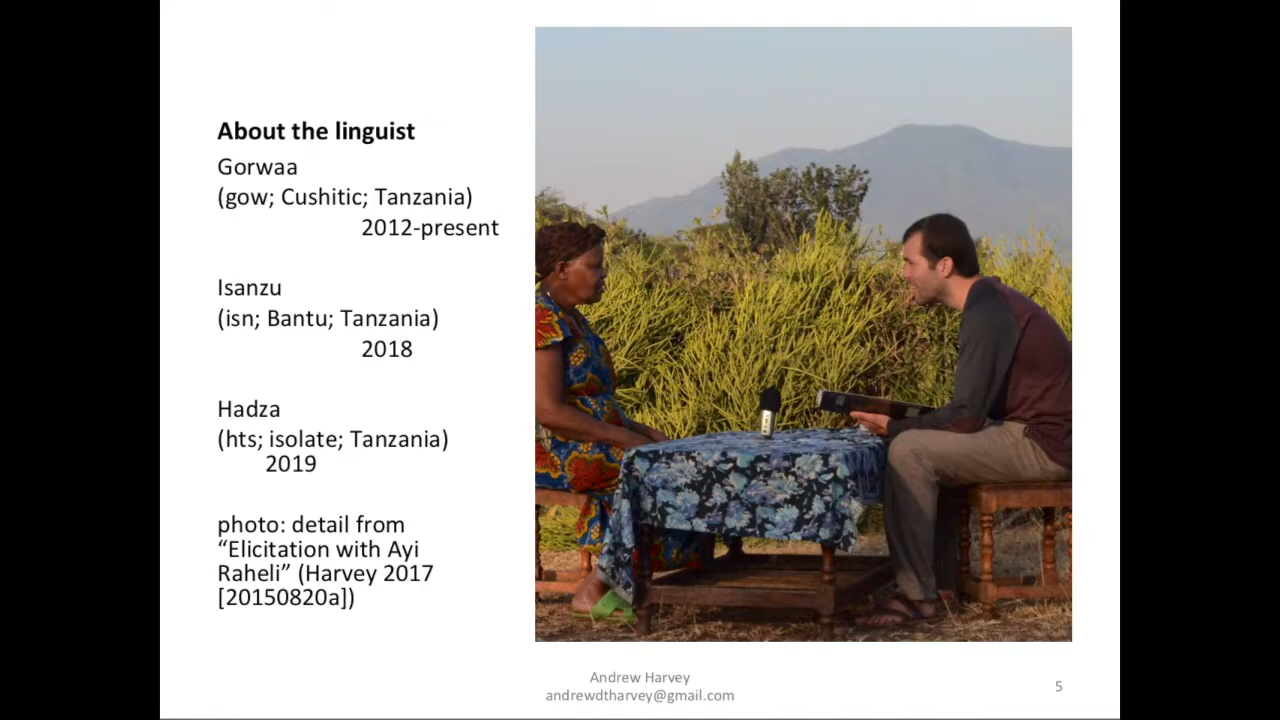 About the linguist
Gorwaa
(gow; Cushitic; Tanzania)
2012-present
Isanzu
(isn; Bantu; Tanzania)
2018
Hadza
(hts; isolate; Tanzania)
2019
photo: detail from
“Elicitation with Ayi
Raheli” (Harvey 2017
[20150820a])
Andrew Harvey
andrewdtharvey@gmail.com
5